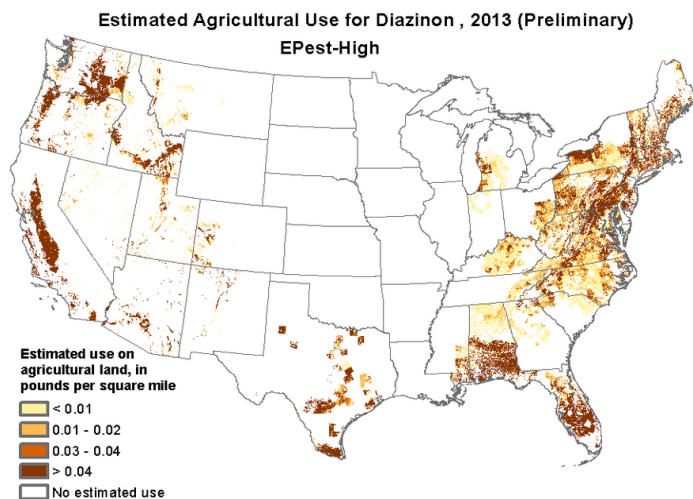 Estimated Agricultural Use for Diazinon , 2013 (Preliminary)
EPest-High
Estimated use on
agricultural land, in
pounds per square mile
< 0.01
0.01 - 0.02
0.03 - 0.04
> 0.04
No estimated use